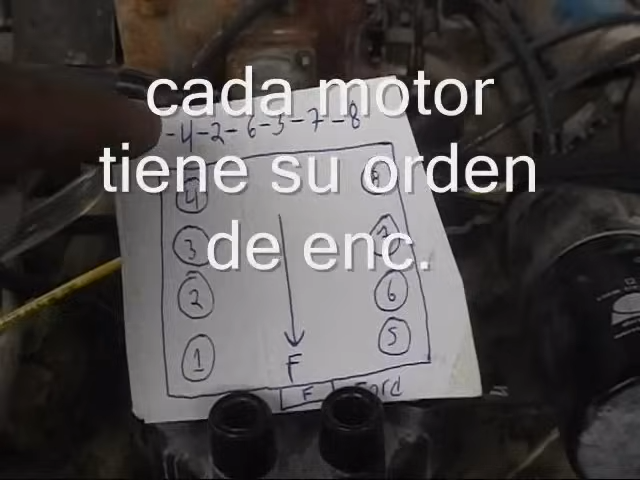 cada motor
-4-2-6-5-7-8
tiene su orden
4 8
de enc.
3 7
2 6
1 5
F
F Ford